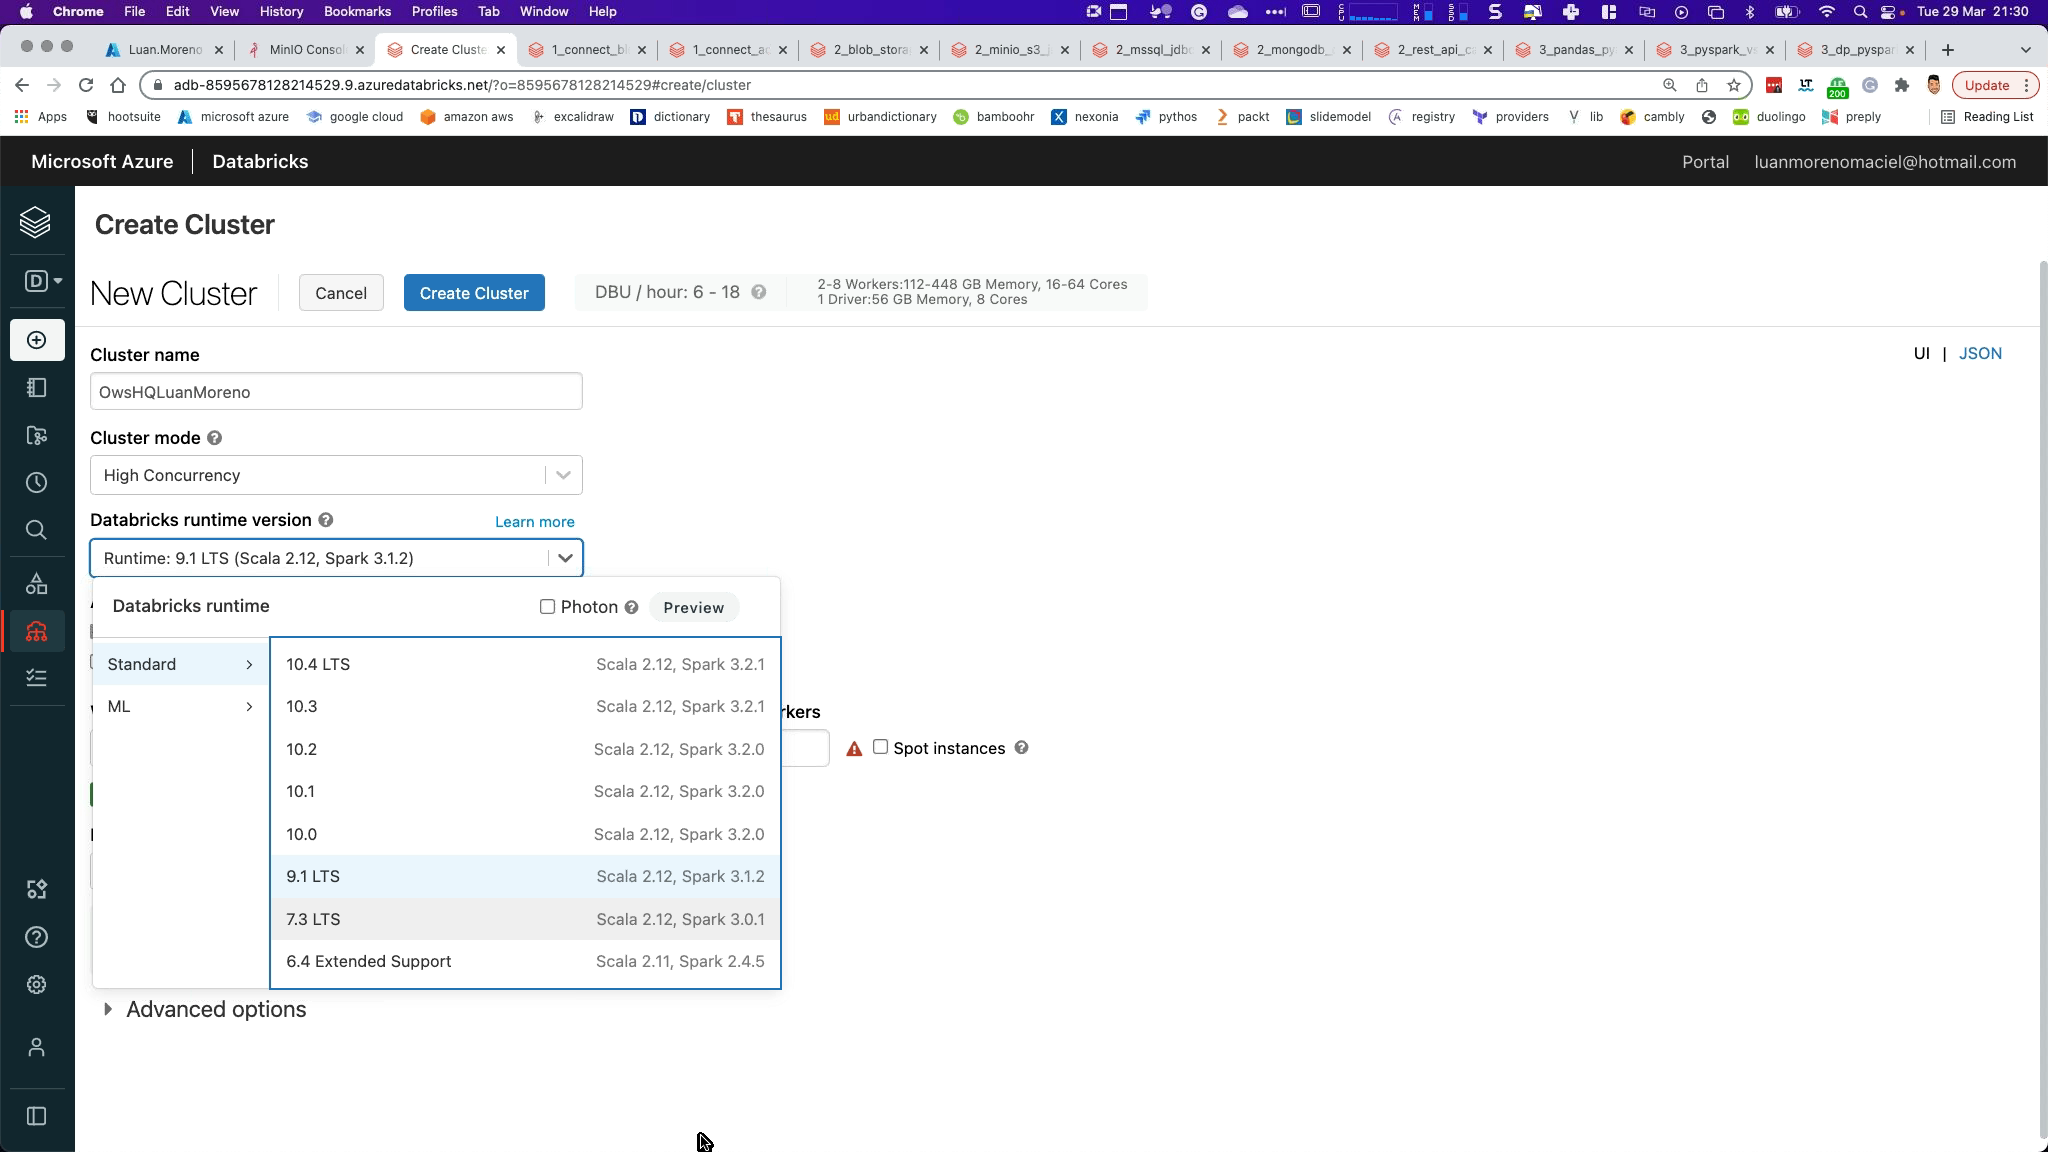 Chrome File Edit View History Bookmarks Profiles Tab Window Help Tue 29 Mar 21:30
Luan.Moreno MinIO Consol Create Cluste 1_connect_bl 1_connect_ 2_blob_stora 2_minio_s3_ 2_mssql_jdb 2_mongodb_ 2_rest_api_c 3_pandas_py 3_pyspark_v 3_dp_pyspar
adb-8595678128214529.9.azuredatabricks.net/?o=8595678128214529#create/cluster 200 Update
Apps hootsuite microsoft azure google cloud amazon aws excalidraw dictionary thesaurus urbandictionary bamboohr nexonia pythos packt slidemodel registry providers lib cambly duolingo preply Reading List
Microsoft Azure Databricks Portal luanmorenomaciel@hotmail.com
Create Cluster
New Cluster Cancel Create Cluster DBU / hour: 6 - 18 2-8 Workers:112-448 GB Memory, 16-64 Cores
1 Driver:56 GB Memory, 8 Cores
Cluster name UI | JSON
OwsHQLuanMoreno
Cluster mode
High Concurrency
Databricks runtime version Learn more
Runtime: 9.1 LTS (Scala 2.12, Spark 3.1.2)
Databricks runtime Photon Preview
Standard 10.4 LTS Scala 2.12, Spark 3.2.1
ML 10.3 Scala 2.12, Spark 3.2.1 rkers
10.2 Scala 2.12, Spark 3.2.0 Spot instances
10.1 Scala 2.12, Spark 3.2.0
10.0 Scala 2.12, Spark 3.2.0
9.1 LTS Scala 2.12, Spark 3.1.2
7.3 LTS Scala 2.12, Spark 3.0.1
6.4 Extended Support Scala 2.11, Spark 2.4.5
Advanced options